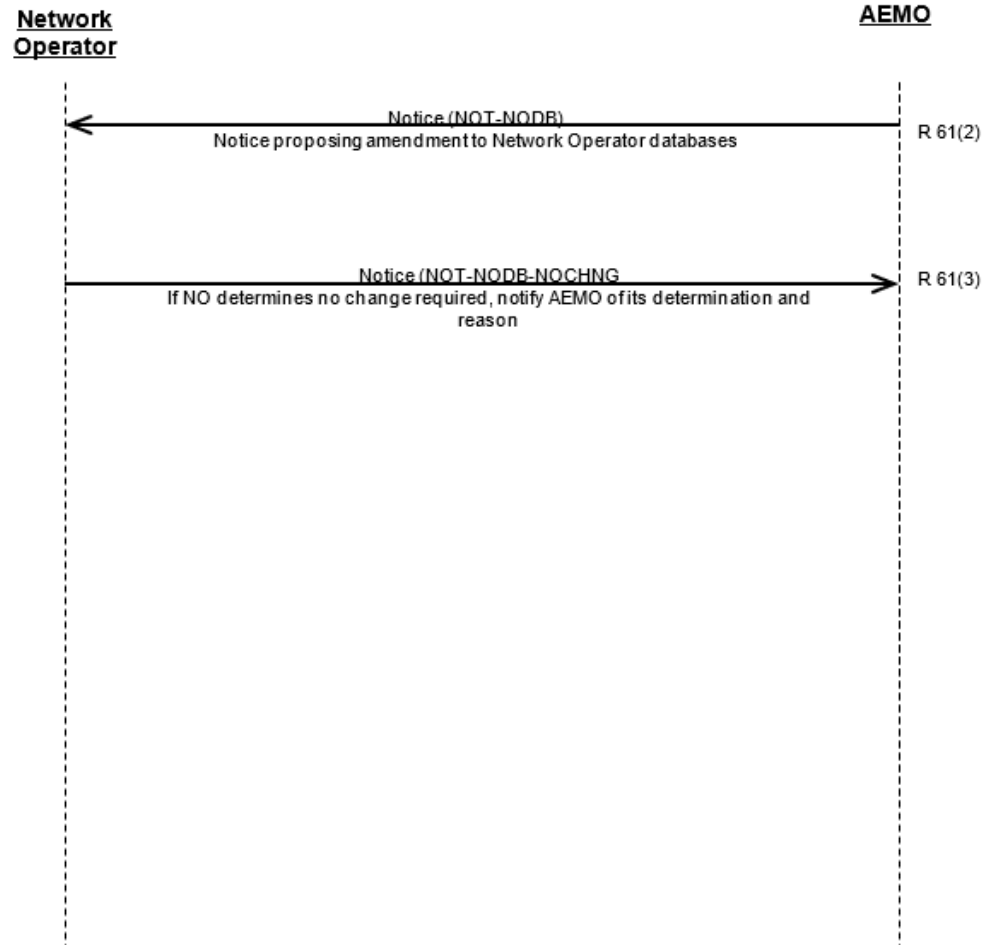 Network
Operator
AEMO
Notice (NOT-NODB)
Notice proposing amendment to Network Operator databases
R 61(2)
Notice (NOT-NODB-NOCHNG
If NO determines no change required, notify AEMO of its determination and
reason
R 61(3)